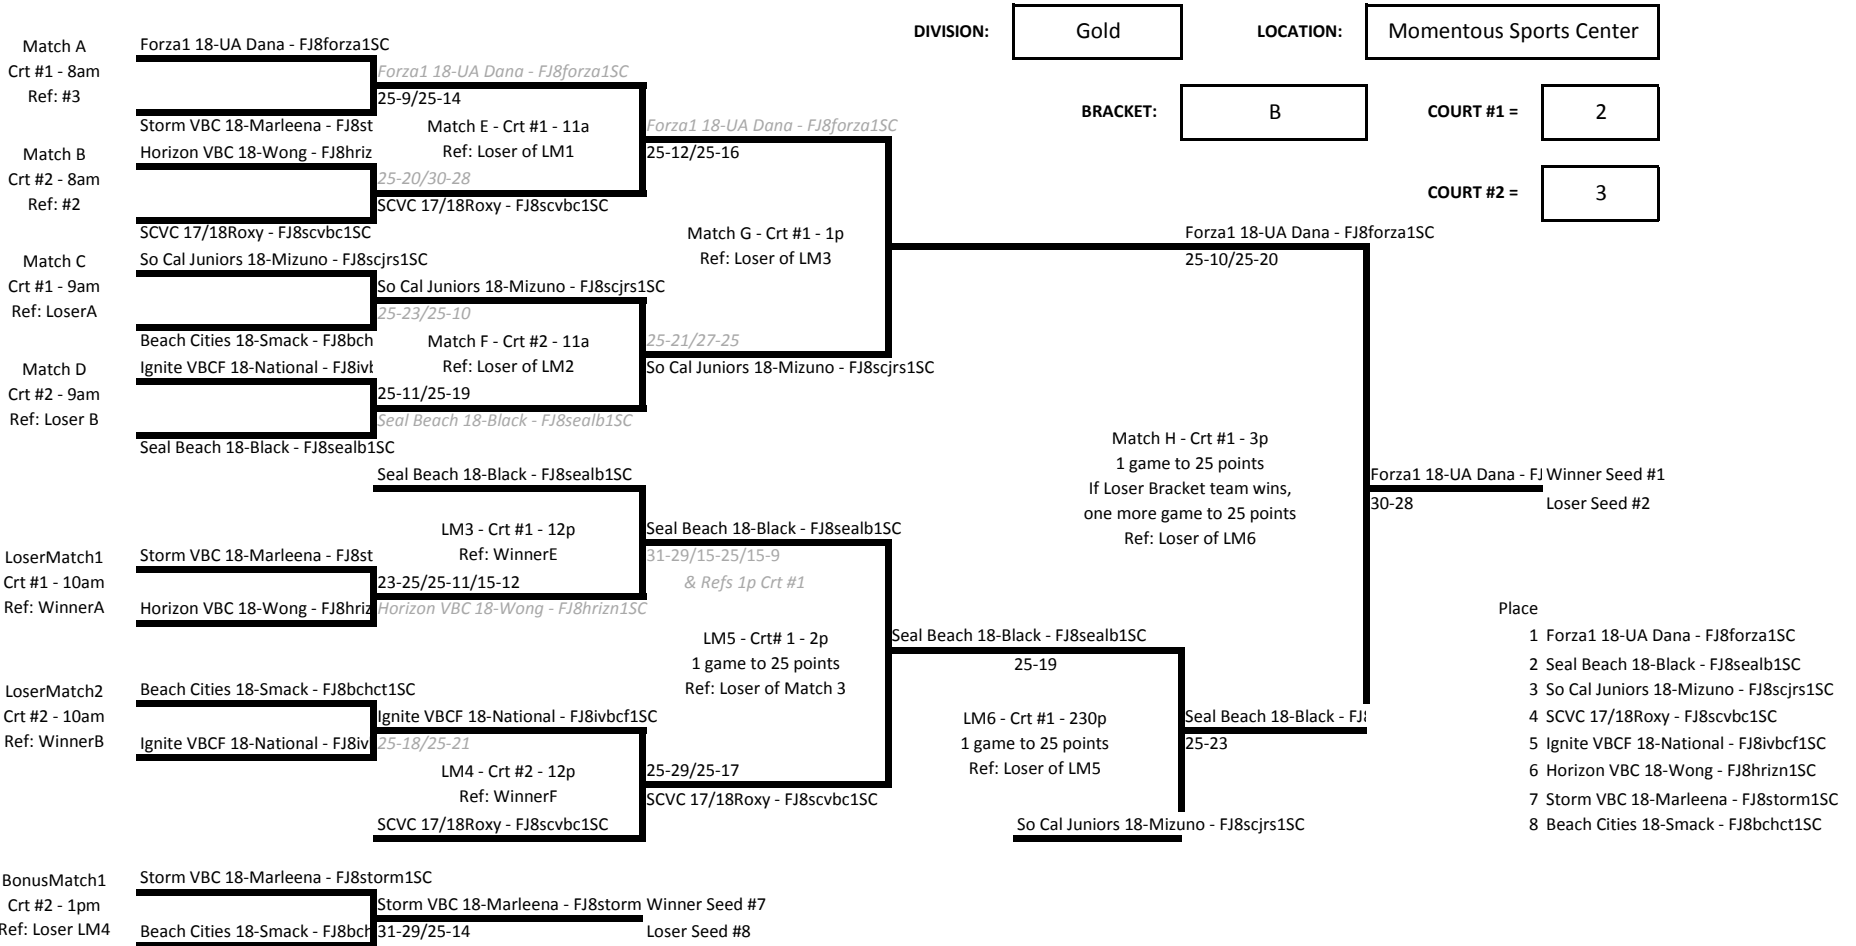 DIVISION: Gold LOCATION: Momentous Sports Center
BRACKET: B COURT #1 = 2
COURT #2 = 3
Match A
Crt #1 - 8am
Ref: #3
Forza1 18-UA Dana - FJ8forza1SC
Storm VBC 18-Marleena - FJ8st
Match B
Crt #2 - 8am
Ref: #2
Horizon VBC 18-Wong - FJ8hriz
SCVC 17/18Roxy - FJ8scvbc1SC
Match C
Crt #1 - 9am
Ref: LoserA
So Cal Juniors 18-Mizuno - FJ8scjrs1SC
Beach Cities 18-Smack - FJ8bch
Match D
Crt #2 - 9am
Ref: Loser B
Ignite VBCF 18-National - FJ8ivb
Seal Beach 18-Black - FJ8sealb1SC
Forza1 18-UA Dana - FJ8forza1SC
25-9/25-14
Match E - Crt #1 - 11a
Ref: Loser of LM1
25-20/30-28
SCVC 17/18Roxy - FJ8scvbc1SC
So Cal Juniors 18-Mizuno - FJ8scjrs1SC
25-23/25-10
Match F - Crt #2 - 11a
Ref: Loser of LM2
25-11/25-19
Seal Beach 18-Black - FJ8sealb1SC
Forza1 18-UA Dana - FJ8forza1SC
25-12/25-16
Match G - Crt #1 - 1p
Ref: Loser of LM3
25-21/27-25
So Cal Juniors 18-Mizuno - FJ8scjrs1SC
Forza1 18-UA Dana - FJ8forza1SC
25-10/25-20
Match H - Crt #1 - 3p
1 game to 25 points
If Loser Bracket team wins,
one more game to 25 points
Ref: Loser of LM6
Forza1 18-UA Dana - FJ Winner Seed #1
30-28 Loser Seed #2
LoserMatch1
Crt #1 - 10am
Ref: WinnerA
Storm VBC 18-Marleena - FJ8st
Horizon VBC 18-Wong - FJ8hriz
Seal Beach 18-Black - FJ8sealb1SC
LM3 - Crt #1 - 12p
Ref: WinnerE
23-25/25-11/15-12
Horizon VBC 18-Wong - FJ8hrizn1SC
LoserMatch2
Crt #2 - 10am
Ref: WinnerB
Beach Cities 18-Smack - FJ8bchct1SC
Ignite VBCF 18-National - FJ8iv
Ignite VBCF 18-National - FJ8ivbcf1SC
25-18/25-21
LM4 - Crt #2 - 12p
Ref: WinnerF
SCVC 17/18Roxy - FJ8scvbc1SC
Seal Beach 18-Black - FJ8sealb1SC
31-29/15-25/15-9
& Refs 1p Crt #1
LM5 - Crt# 1 - 2p
1 game to 25 points
Ref: Loser of Match 3
25-29/25-17
SCVC 17/18Roxy - FJ8scvbc1SC
Seal Beach 18-Black - FJ8sealb1SC
25-19
LM6 - Crt #1 - 230p
1 game to 25 points
Ref: Loser of LM5
So Cal Juniors 18-Mizuno - FJ8scjrs1SC
Seal Beach 18-Black - FJ8
25-23
Place
1 Forza1 18-UA Dana - FJ8forza1SC
2 Seal Beach 18-Black - FJ8sealb1SC
3 So Cal Juniors 18-Mizuno - FJ8scjrs1SC
4 SCVC 17/18Roxy - FJ8scvbc1SC
5 Ignite VBCF 18-National - FJ8ivbcf1SC
6 Horizon VBC 18-Wong - FJ8hrizn1SC
7 Storm VBC 18-Marleena - FJ8storm1SC
8 Beach Cities 18-Smack - FJ8bchct1SC
BonusMatch1
Crt #2 - 1pm
Ref: Loser LM4
Storm VBC 18-Marleena - FJ8storm1SC
Beach Cities 18-Smack - FJ8bch
Storm VBC 18-Marleena - FJ8storm Winner Seed #7
31-29/25-14 Loser Seed #8